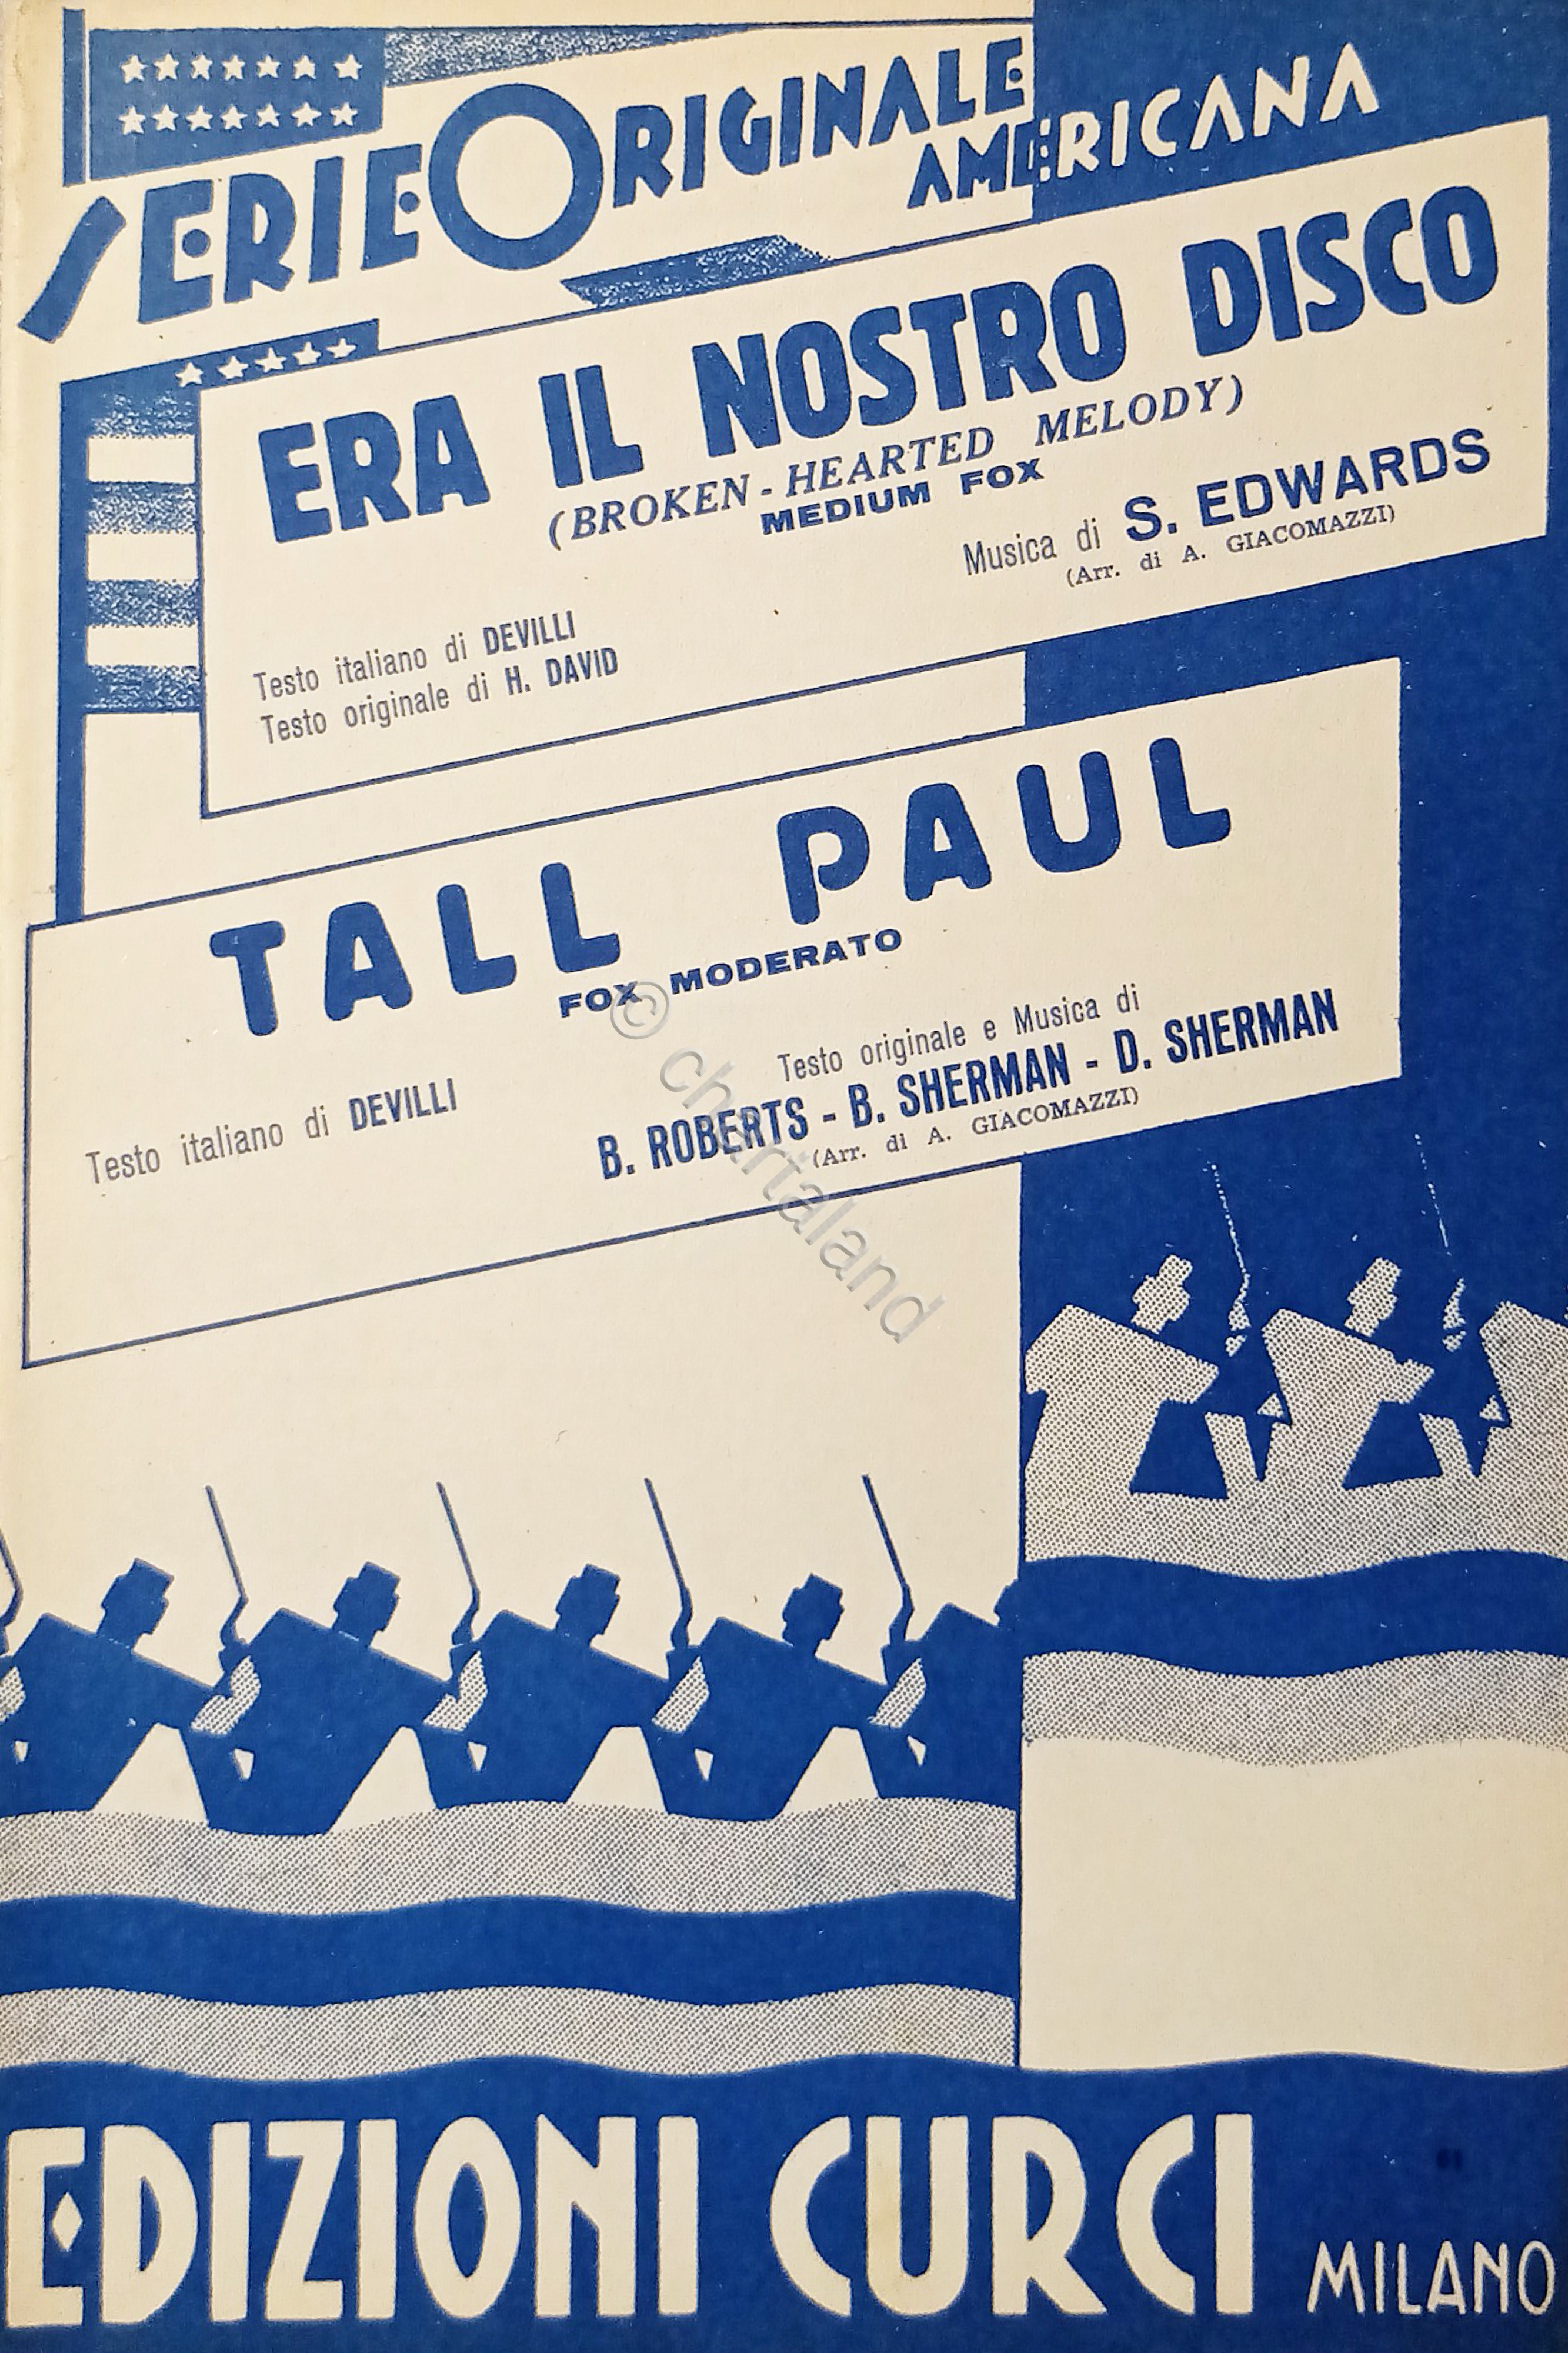 SERIE ORIGINALE
AMERICANA
ERA IL NOSTRO DISCO
(BROKEN-HEARTED MELODY)
MEDIUM FOX
Musica di S. EDWARDS
(Arr. di A. GIACOMAZZI)
Testo italiano di DEVILLI
Testo originale di H. DAVID
TALL PAUL
FOX MODERATO
Testo italiano di DEVILLI
Testo originale e Musica di
B. ROBERTS - B. SHERMAN - D. SHERMAN
(Arr. di A. GIACOMAZZI)
© chartaland
EDIZIONI CURCI MILANO